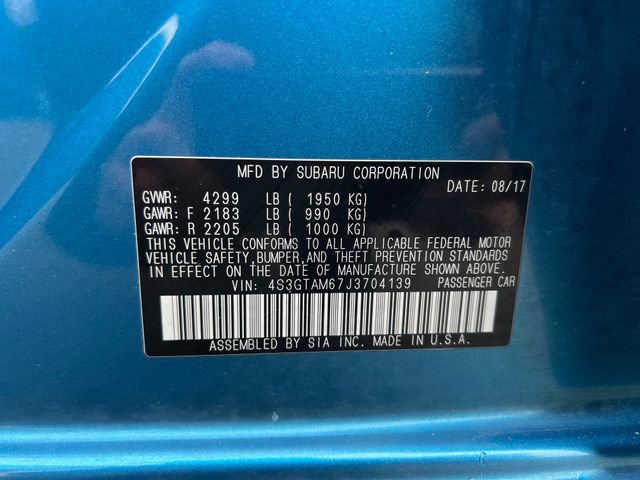 MFD BY SUBARU CORPORATION
DATE: 08/17
GVWR: 4299 LB ( 1950 KG)
GAWR: F 2183 LB ( 990 KG)
GAWR: R 2205 LB ( 1000 KG)
THIS VEHICLE CONFORMS TO ALL APPLICABLE FEDERAL MOTOR
VEHICLE SAFETY,BUMPER,AND THEFT PREVENTION STANDARDS
IN EFFECT ON THE DATE OF MANUFACTURE SHOWN ABOVE.
VIN: 4S3GTAM67J3704139 PASSENGER CAR
ASSEMBLED BY SIA INC. MADE IN U.S.A.